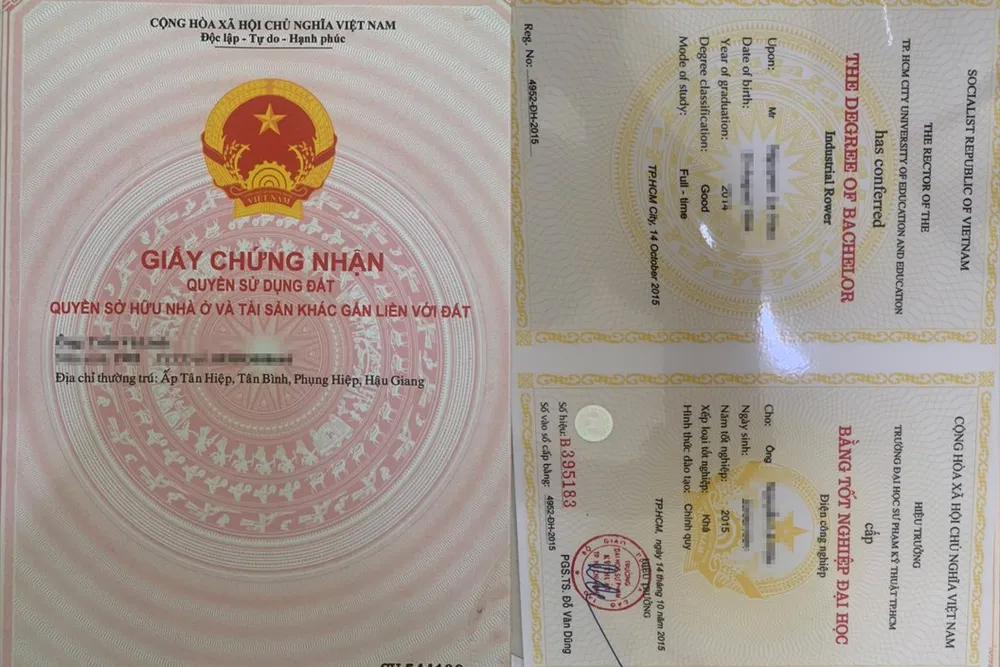 CỘNG HÒA XÃ HỘI CHỦ NGHĨA VIỆT NAM
Độc lập - Tự do - Hạnh phúc
VIỆT NAM
GIẤY CHỨNG NHẬN
QUYỀN SỬ DỤNG ĐẤT
QUYỀN SỞ HỮU NHÀ Ở VÀ TÀI SẢN KHÁC GẮN LIỀN VỚI ĐẤT
Địa chỉ thường trú: Ấp Tân Hiệp, Tân Bình, Phụng Hiệp, Hậu Giang
SOCIALIST REPUBLIC OF VIETNAM
THE RECTOR OF THE
TP. HCM CITY UNIVERSITY OF EDUCATION AND EDUCATION
has conferred
THE DEGREE OF BACHELOR
Industrial Rower
Upon: Mr
Date of birth:
Year of graduation: 2014
Degree classification: Good
Mode of study: Full - time
TP.HCM City, 14 October 2015
Reg. No: 4952-ĐH-2015
CỘNG HÒA XÃ HỘI CHỦ NGHĨA VIỆT NAM
HIỆU TRƯỞNG
TRƯỜNG ĐẠI HỌC SƯ PHẠM KỸ THUẬT TP.HCM
cấp
BẰNG TỐT NGHIỆP ĐẠI HỌC
Điện công nghiệp
Cho: Ông
Ngày sinh:
Năm tốt nghiệp: 2015
Xếp loại tốt nghiệp: Khá
Hình thức đào tạo: Chính quy
TP.HCM, ngày 14 tháng 10 năm 2015
HIỆU TRƯỞNG
PGS.TS. Đỗ Văn Dũng
Số hiệu: B 395183
Số vào sổ cấp bằng: 4952-ĐH-2015